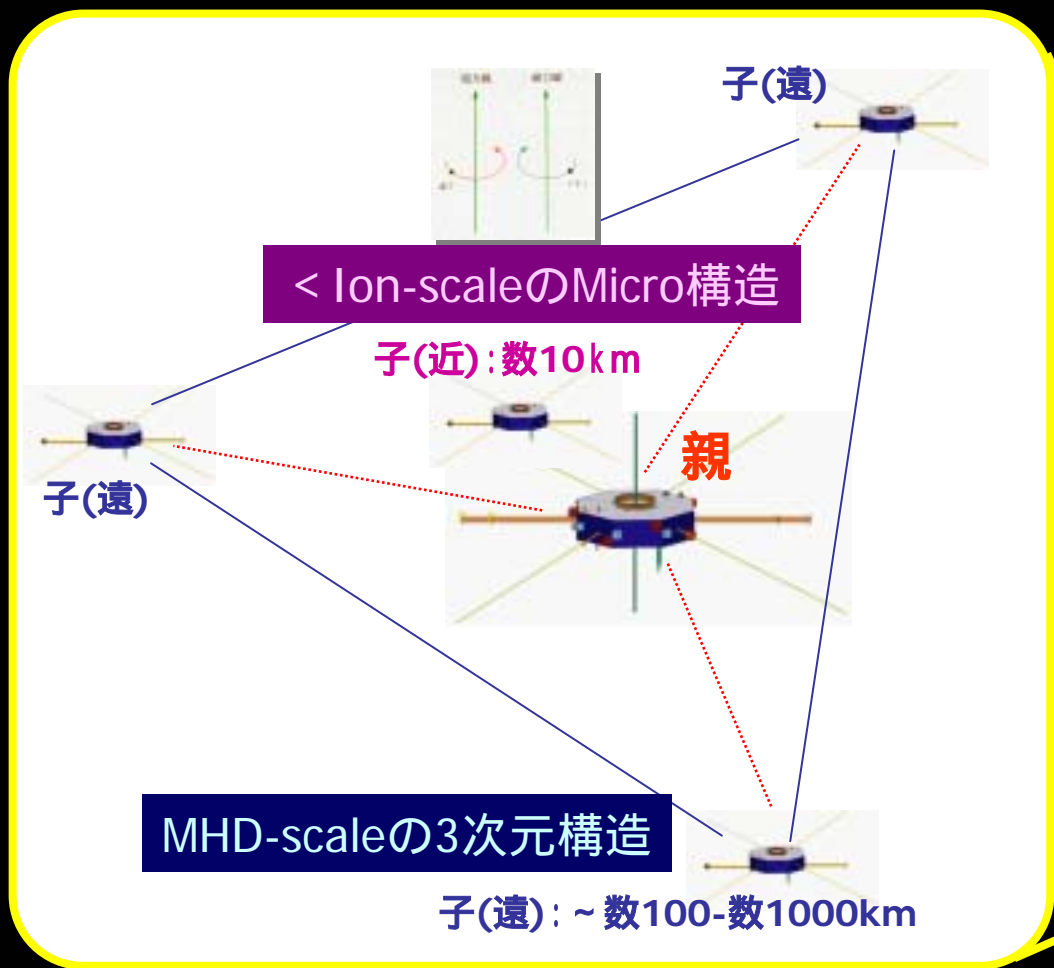 子(遠)
< Ion-scaleのMicro構造
子(近):数10km
親
子(遠)
MHD-scaleの3次元構造
子(遠):~数100-数1000km